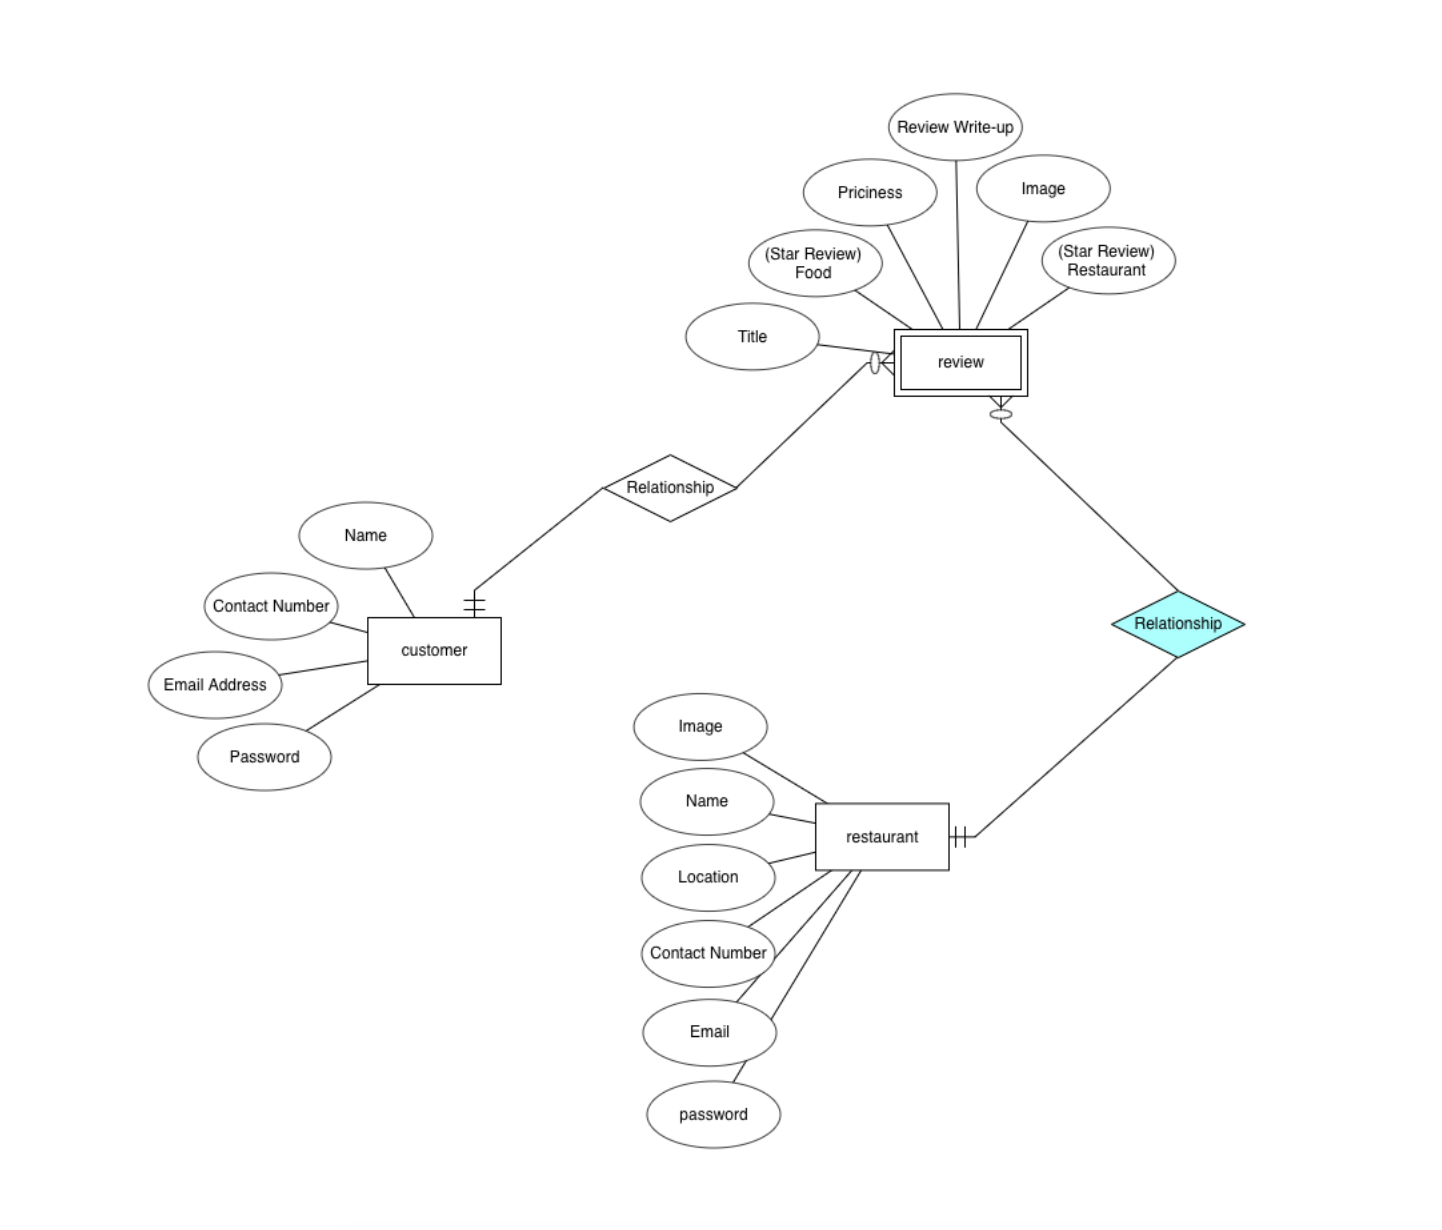 Review Write-up
Priciness
Image
(Star Review)
Food
(Star Review)
Restaurant
Title
review
Relationship
Name
Contact Number
customer
Email Address
Password
Relationship
Image
Name
restaurant
Location
Contact Number
Email
password